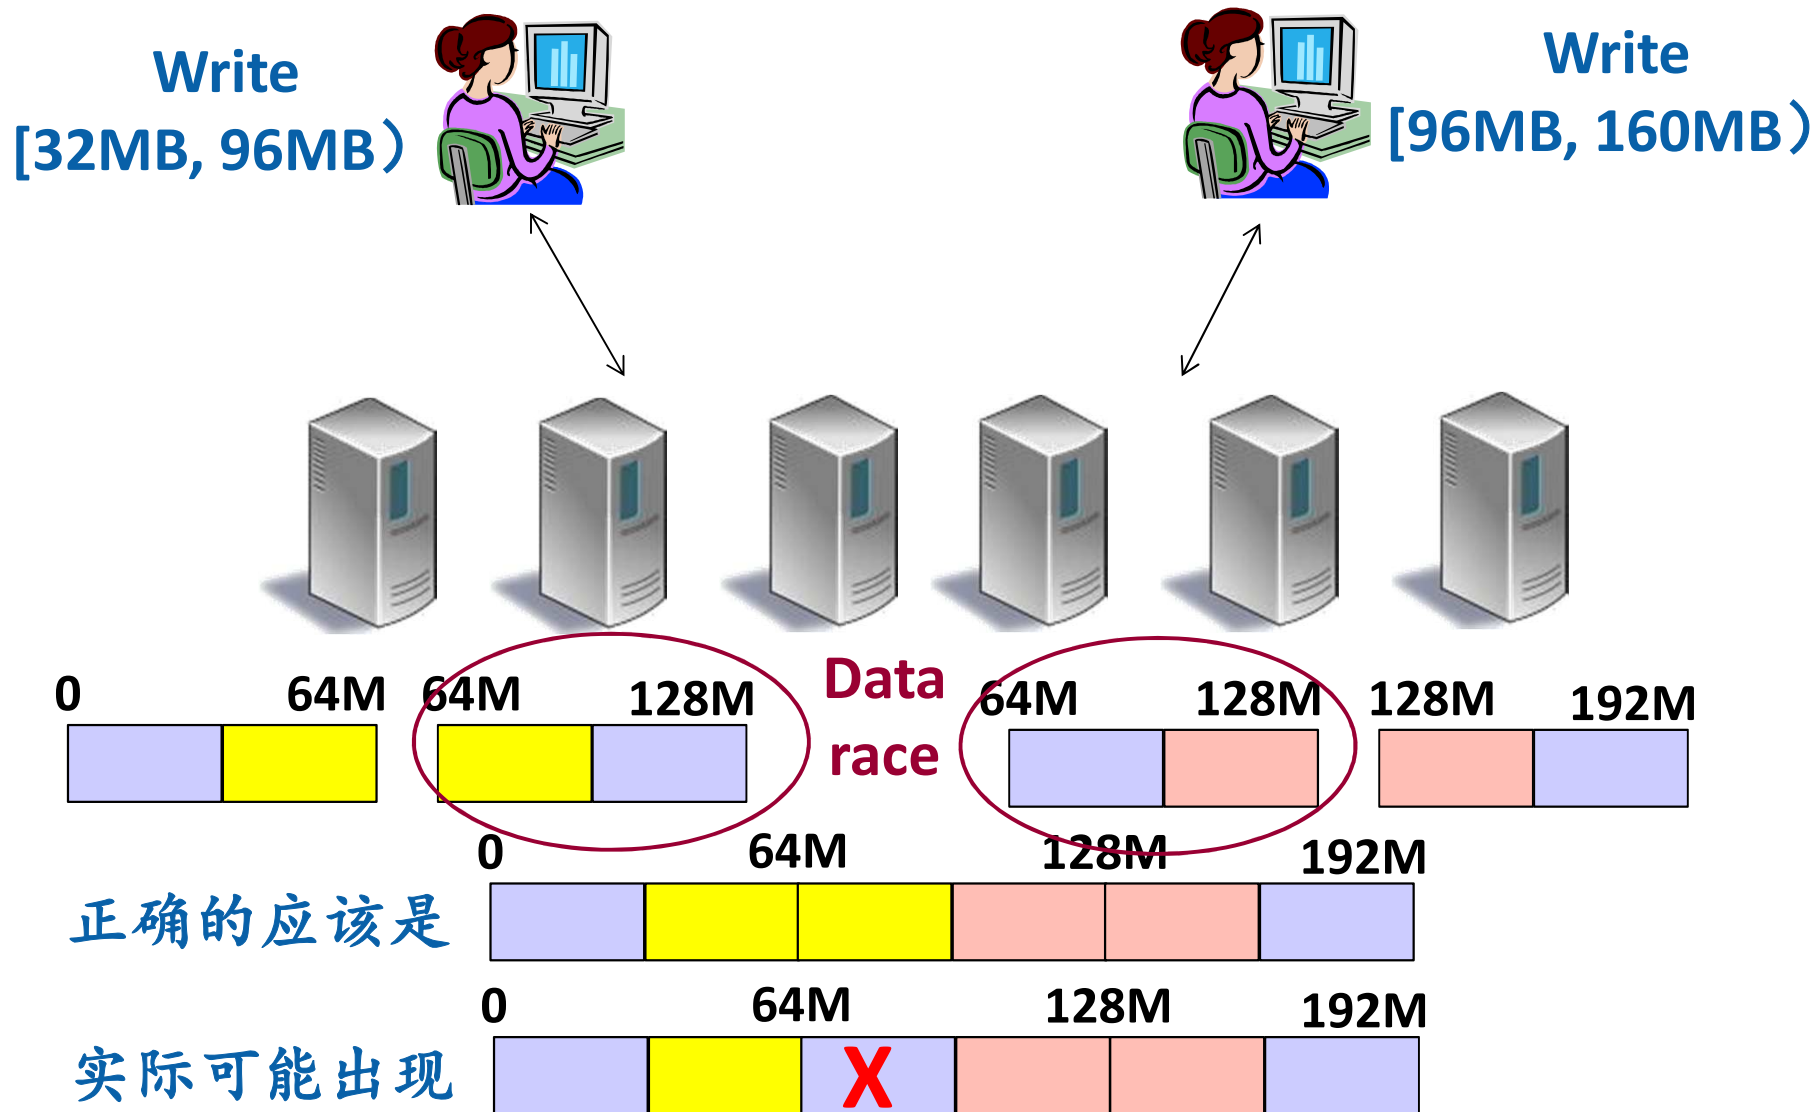 Write
[32MB, 96MB）
Write
[96MB, 160MB）
Data
race
0 64M 64M 128M 64M 128M 128M 192M
0 64M 128M 192M
正确的应该是
0 64M 128M 192M
实际可能出现 X